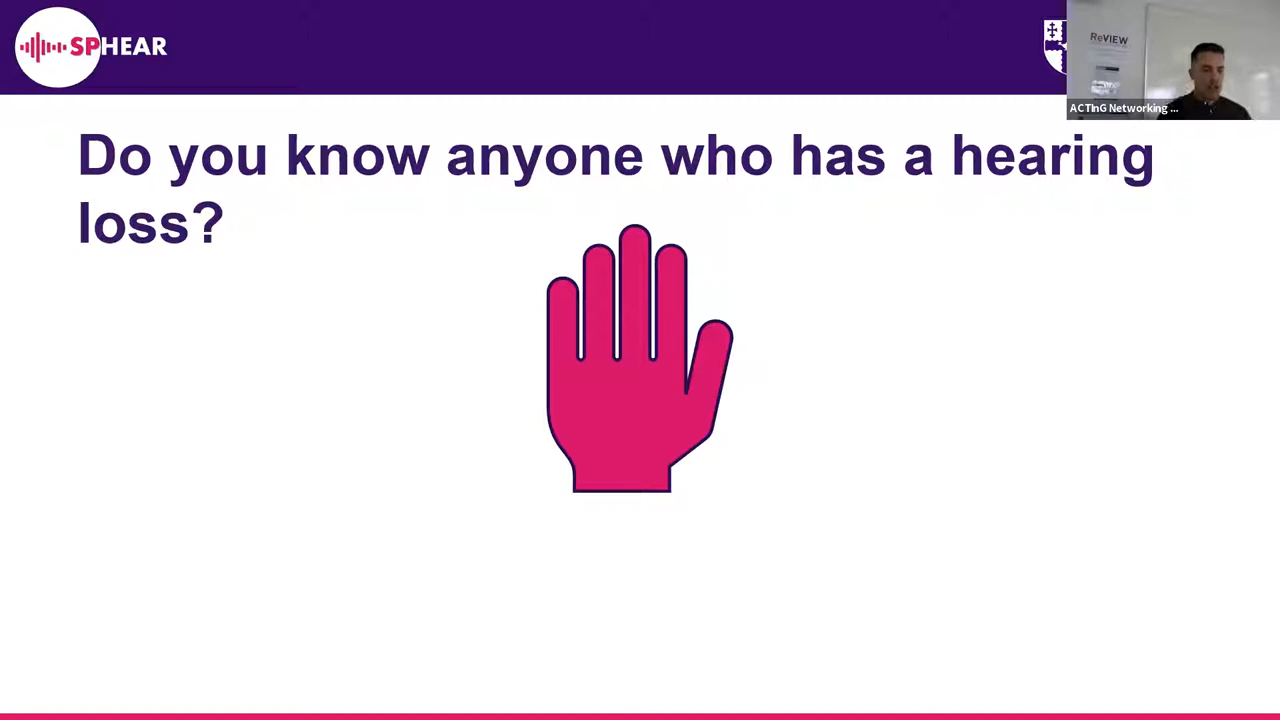 SPHEAR
ReVIEW
ACTInG Networking ...
Do you know anyone who has a hearing
loss?